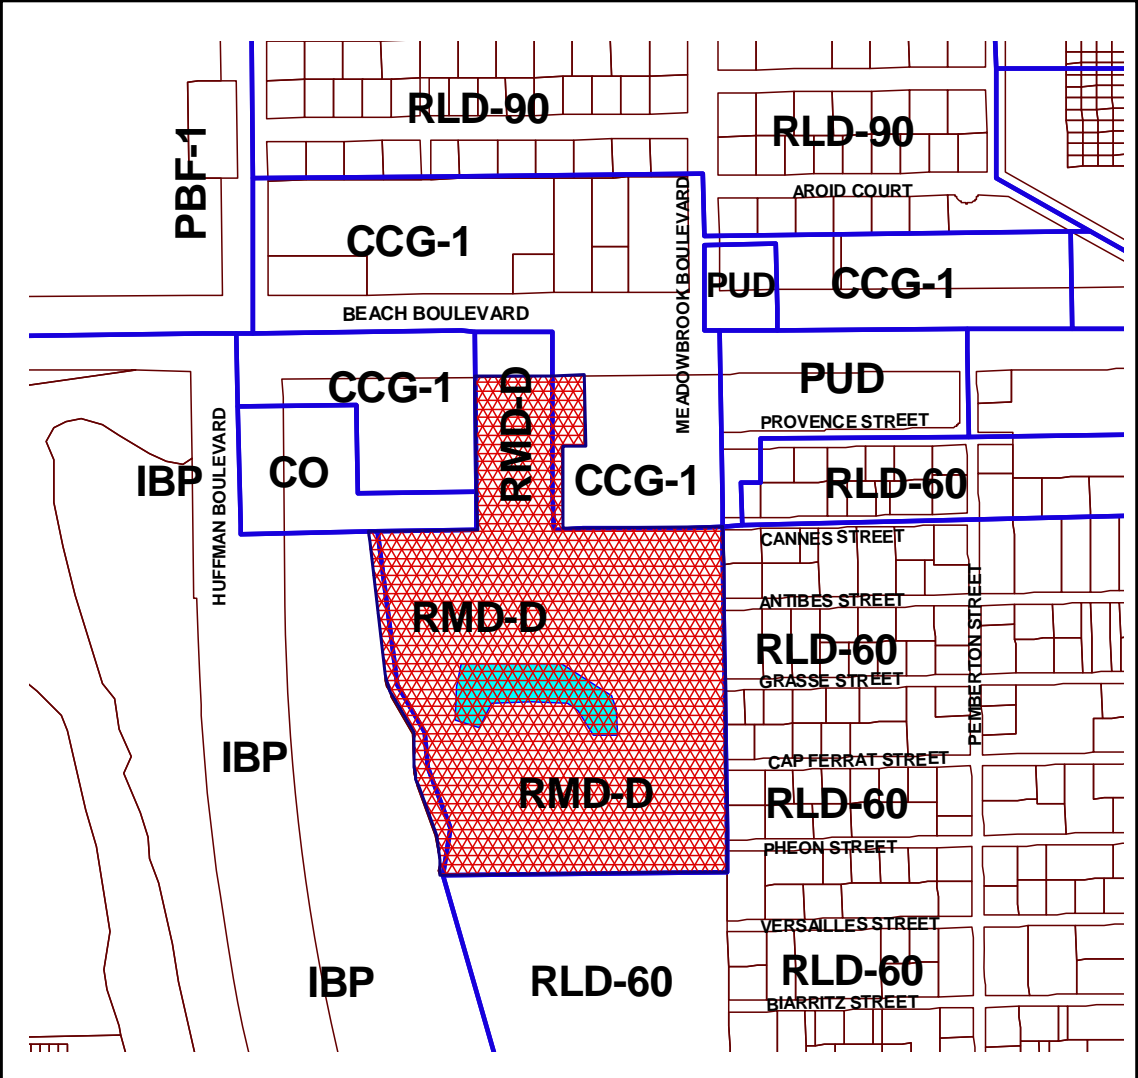 RLD-90
RLD-90
PBF-1
AROID COURT
CCG-1
MEADOWBROOK BOULEVARD
PUD
CCG-1
BEACH BOULEVARD
CCG-1
RMD-D
PUD
PROVENCE STREET
HUFFMAN BOULEVARD
IBP
CO
CCG-1
RLD-60
CANNES STREET
RMD-D
ANTIBES STREET
RLD-60
PEMBERTON STREET
GRASSE STREET
IBP
CAP FERRAT STREET
RMD-D
RLD-60
PHEON STREET
VERSAILLES STREET
IBP
RLD-60
RLD-60
BIARRITZ STREET